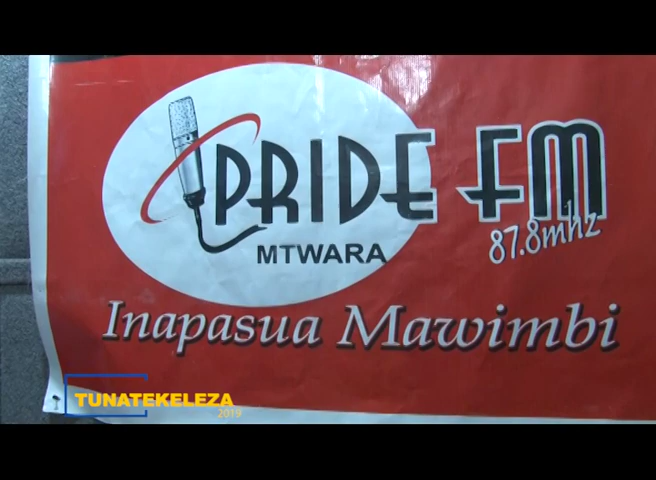 PRIDE FM
87.8mhz
MTWARA
Inapasua Mawimbi
TUNATEKELEZA
2019